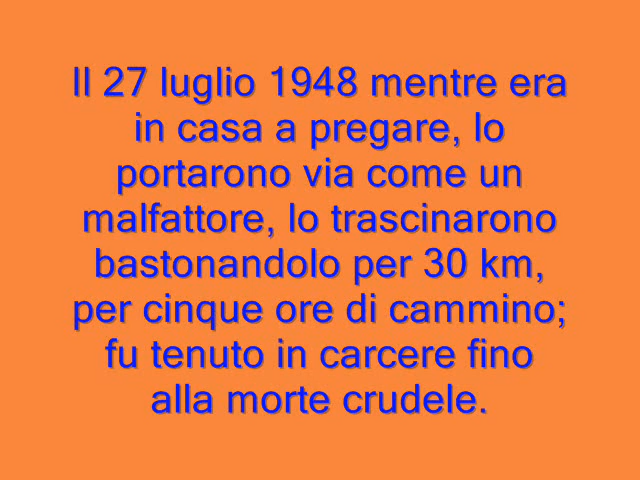 Il 27 luglio 1948 mentre era
in casa a pregare, lo
portarono via come un
malfattore, lo trascinarono
bastonandolo per 30 km,
per cinque ore di cammino;
fu tenuto in carcere fino
alla morte crudele.